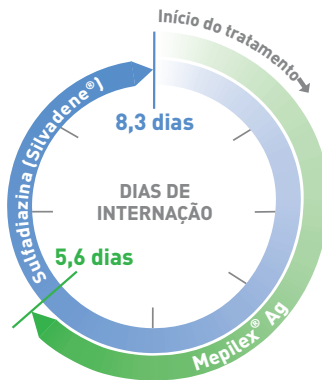 Início do tratamento
Sulfadiazina (Silvadene®)
8,3 dias
DIAS DE
INTERNAÇÃO
5,6 dias
Mepilex® Ag